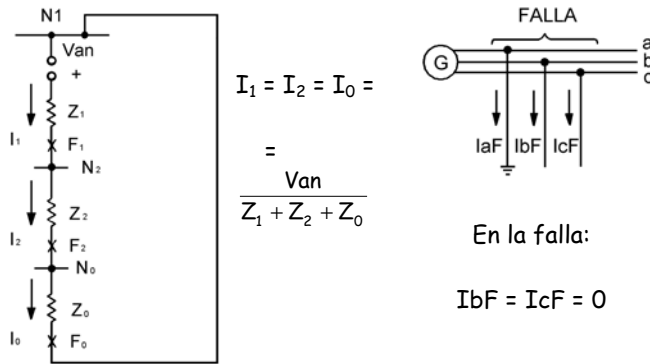 N1
Van
+
Z₁
I₁
F₁
N₂
Z₂
I₂
F₂
N₀
Z₀
I₀
F₀
I₁ = I₂ = I₀ =
=
Van
Z₁ + Z₂ + Z₀
FALLA
G
a
b
c
IaF
IbF
IcF
En la falla:
IbF = IcF = 0